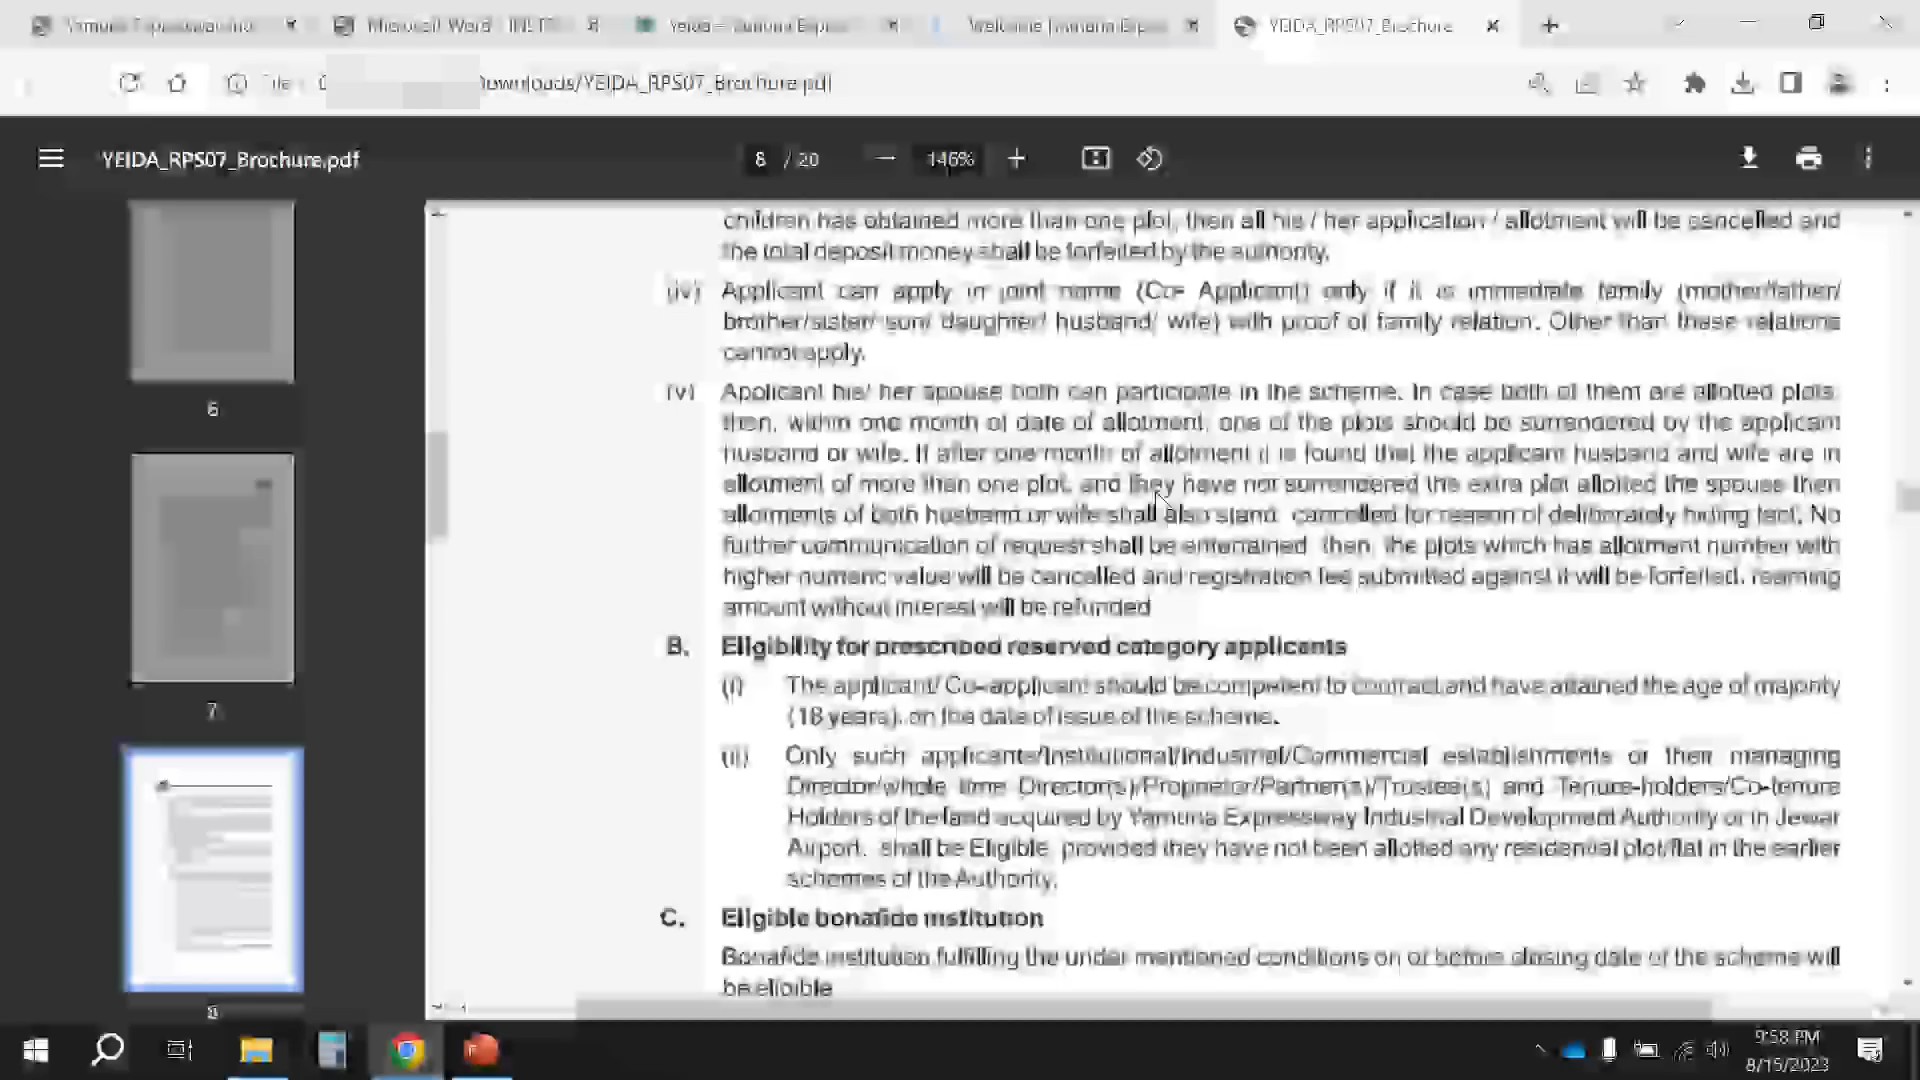 Yamuna Expressway Ind
Microsoft Word - INST
Yeida – Yamuna Expre
Welcome | Yamuna Exp
YEIDA_RPS07_Brochure
File
Downloads/YEIDA_RPS07_Brochure.pdf
YEIDA_RPS07_Brochure.pdf
8 / 20
146%
6
7
8
children has obtained more than one plot, then all his / her application / allotment will be cancelled and
the total deposit money shall be forfeited by the authority.
(iv) Applicant can apply in joint name (Co- Applicant) only if it is immediate family (mother/father/
brother/sister/ son/ daughter/ husband/ wife) with proof of family relation. Other than these relations
cannot apply.
(v) Applicant his/ her spouse both can participate in the scheme. In case both of them are allotted plots,
then, within one month of date of allotment, one of the plots should be surrendered by the applicant
husband or wife. If after one month of allotment it is found that the applicant husband and wife are in
allotment of more than one plot, and they have not surrendered the extra plot allotted the spouse then
allotments of both husband or wife shall also stand cancelled for reason of deliberately hiding fact. No
further communication of request shall be entertained. Then, the plots which has allotment number with
higher numeric value will be cancelled and registration fee submitted against it will be forfeited,
amount without interest will be refunded
B. Eligibility for prescribed reserved category applicants
(i) The applicant/ Co-applicant should be competent to contract and have attained the age of majority
(18 years), on the date of issue of the scheme.
(ii) Only such applicants/Institutional/Industrial/Commercial establishments or their managing
Director/whole time Director(s)/Proprietor/Partner(s)/Trustee(s) and Tenure-holders/Co-tenure
Holders of the land acquired by Yamuna Expressway Industrial Development Authority or in Jewar
Airport, shall be Eligible, provided they have not been allotted any residential plot/flat in the earlier
schemes of the Authority.
C. Eligible bonafide institution
Bonafide institution fulfilling the under mentioned conditions on or before closing date of the scheme will
be eligible
9:58 PM
8/15/2023